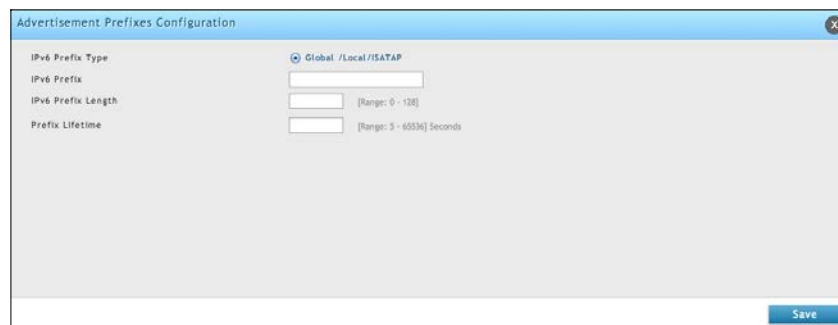 Advertisement Prefixes Configuration
X
IPv6 Prefix Type
Global /Local/ISATAP
IPv6 Prefix
IPv6 Prefix Length
[Range: 0 - 128]
Prefix Lifetime
[Range: 5 - 65536] Seconds
Save